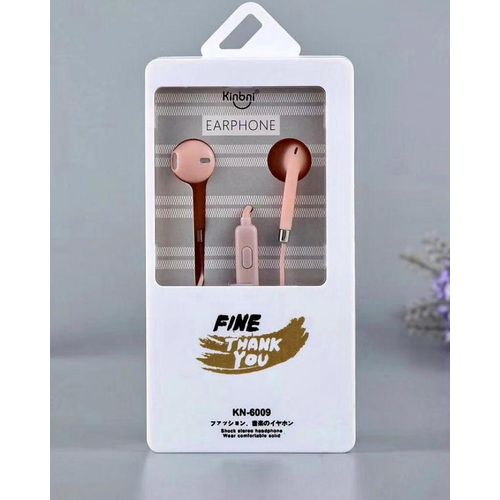 Kinbni
EARPHONE
FINE
THANK
YOU
KN-6009
ファッション、音楽のイヤホン
Shock stereo headphone
Wear comfortable solid